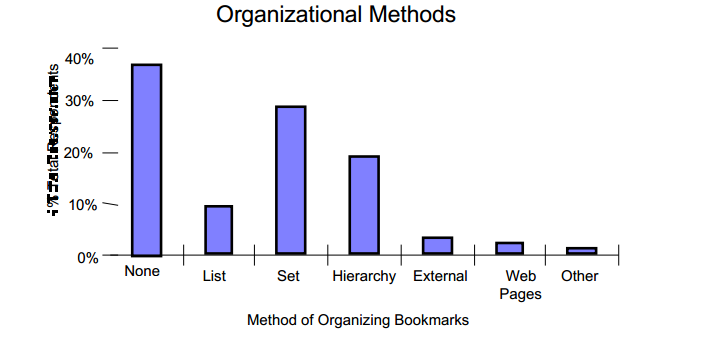 Organizational Methods
40%
30%
20%
10%
0%
None
List
Set
Hierarchy
External
Web
Pages
Other
Method of Organizing Bookmarks